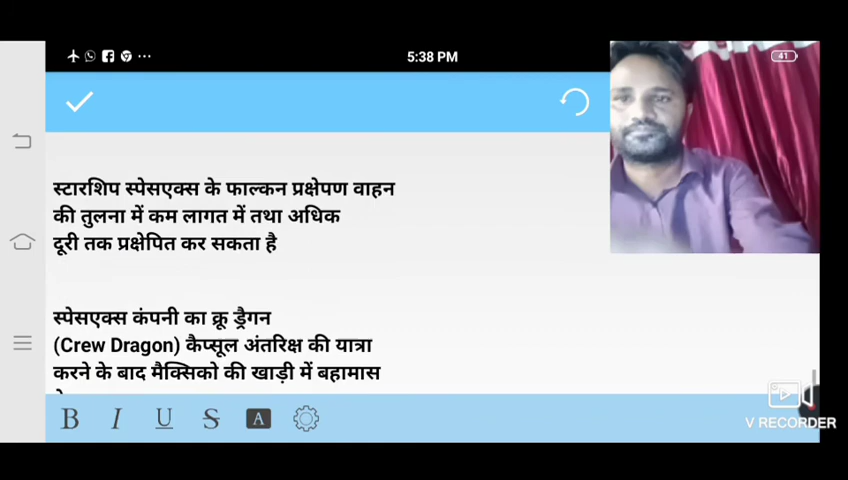 5:38 PM
41
स्टारशिप स्पेसएक्स के फाल्कन प्रक्षेपण वाहन
की तुलना में कम लागत में तथा अधिक
दूरी तक प्रक्षेपित कर सकता है
स्पेसएक्स कंपनी का क्रू ड्रैगन
(Crew Dragon) कैप्सूल अंतरिक्ष की यात्रा
करने के बाद मैक्सिको की खाड़ी में बहामास
B I U S A
V RECORDER